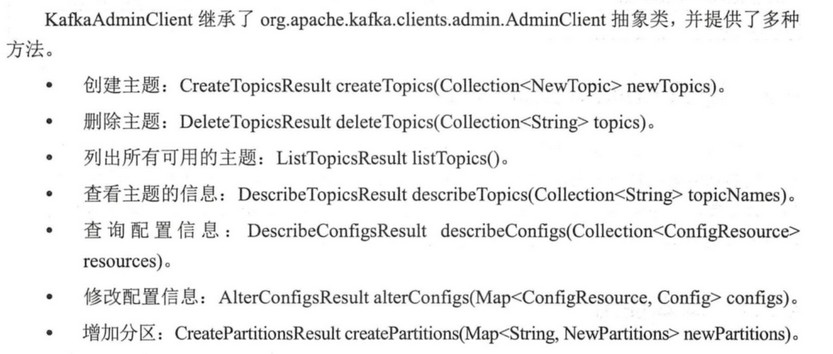 KafkaAdminClient 继承了 org.apache.kafka.clients.admin.AdminClient 抽象类，并提供了多种
方法。
• 创建主题：CreateTopicsResult createTopics(Collection<NewTopic> newTopics)。
• 删除主题：DeleteTopicsResult deleteTopics(Collection<String> topics)。
• 列出所有可用的主题：ListTopicsResult listTopics()。
• 查看主题的信息：DescribeTopicsResult describeTopics(Collection<String> topicNames)。
• 查询配置信息：DescribeConfigsResult describeConfigs(Collection<ConfigResource>
resources)。
• 修改配置信息：AlterConfigsResult alterConfigs(Map<ConfigResource, Config> configs)。
• 增加分区：CreatePartitionsResult createPartitions(Map<String, NewPartitions> newPartitions)。